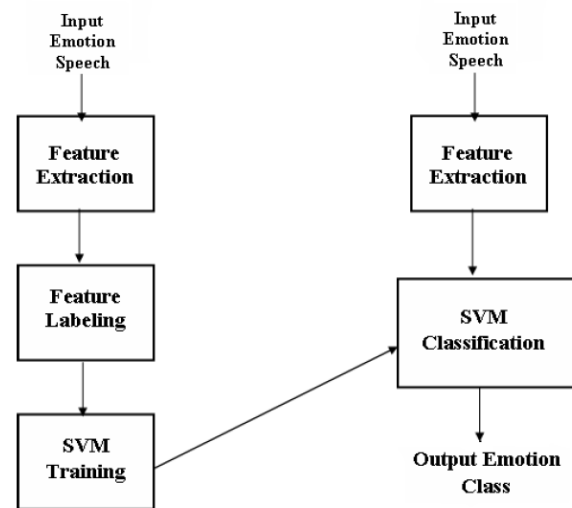 Input
Emotion
Speech
Feature
Extraction
Feature
Labeling
SVM
Training
Input
Emotion
Speech
Feature
Extraction
SVM
Classification
Output Emotion
Class